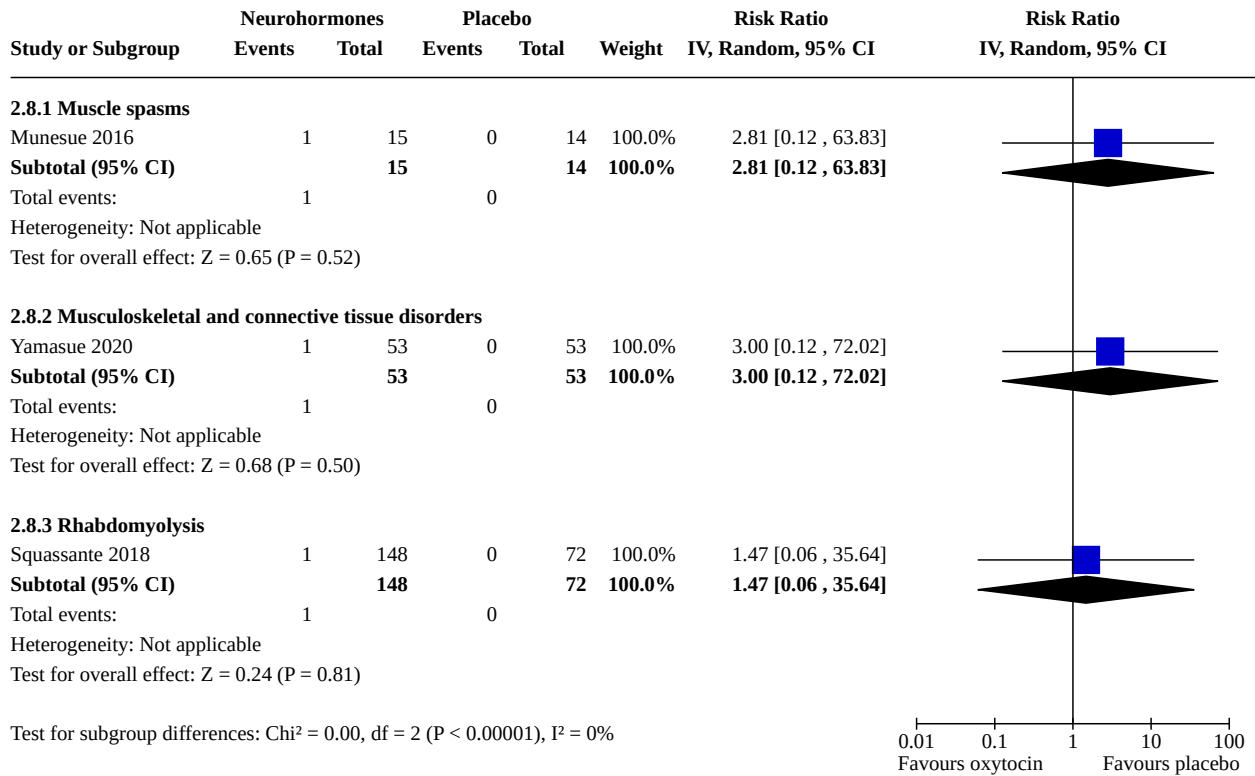 Neurohormones Placebo Risk Ratio Risk Ratio
Study or Subgroup Events Total Events Total Weight IV, Random, 95% CI IV, Random, 95% CI
2.8.1 Muscle spasms
Munesue 2016 1 15 0 14 100.0% 2.81 [0.12 , 63.83]
Subtotal (95% CI) 15 14 100.0% 2.81 [0.12 , 63.83]
Total events: 1 0
Heterogeneity: Not applicable
Test for overall effect: Z = 0.65 (P = 0.52)
2.8.2 Musculoskeletal and connective tissue disorders
Yamasue 2020 1 53 0 53 100.0% 3.00 [0.12 , 72.02]
Subtotal (95% CI) 53 53 100.0% 3.00 [0.12 , 72.02]
Total events: 1 0
Heterogeneity: Not applicable
Test for overall effect: Z = 0.68 (P = 0.50)
2.8.3 Rhabdomyolysis
Squassante 2018 1 148 0 72 100.0% 1.47 [0.06 , 35.64]
Subtotal (95% CI) 148 72 100.0% 1.47 [0.06 , 35.64]
Total events: 1 0
Heterogeneity: Not applicable
Test for overall effect: Z = 0.24 (P = 0.81)
Test for subgroup differences: Chi² = 0.00, df = 2 (P < 0.00001), I² = 0%
0.01 0.1 1 10 100
Favours oxytocin Favours placebo